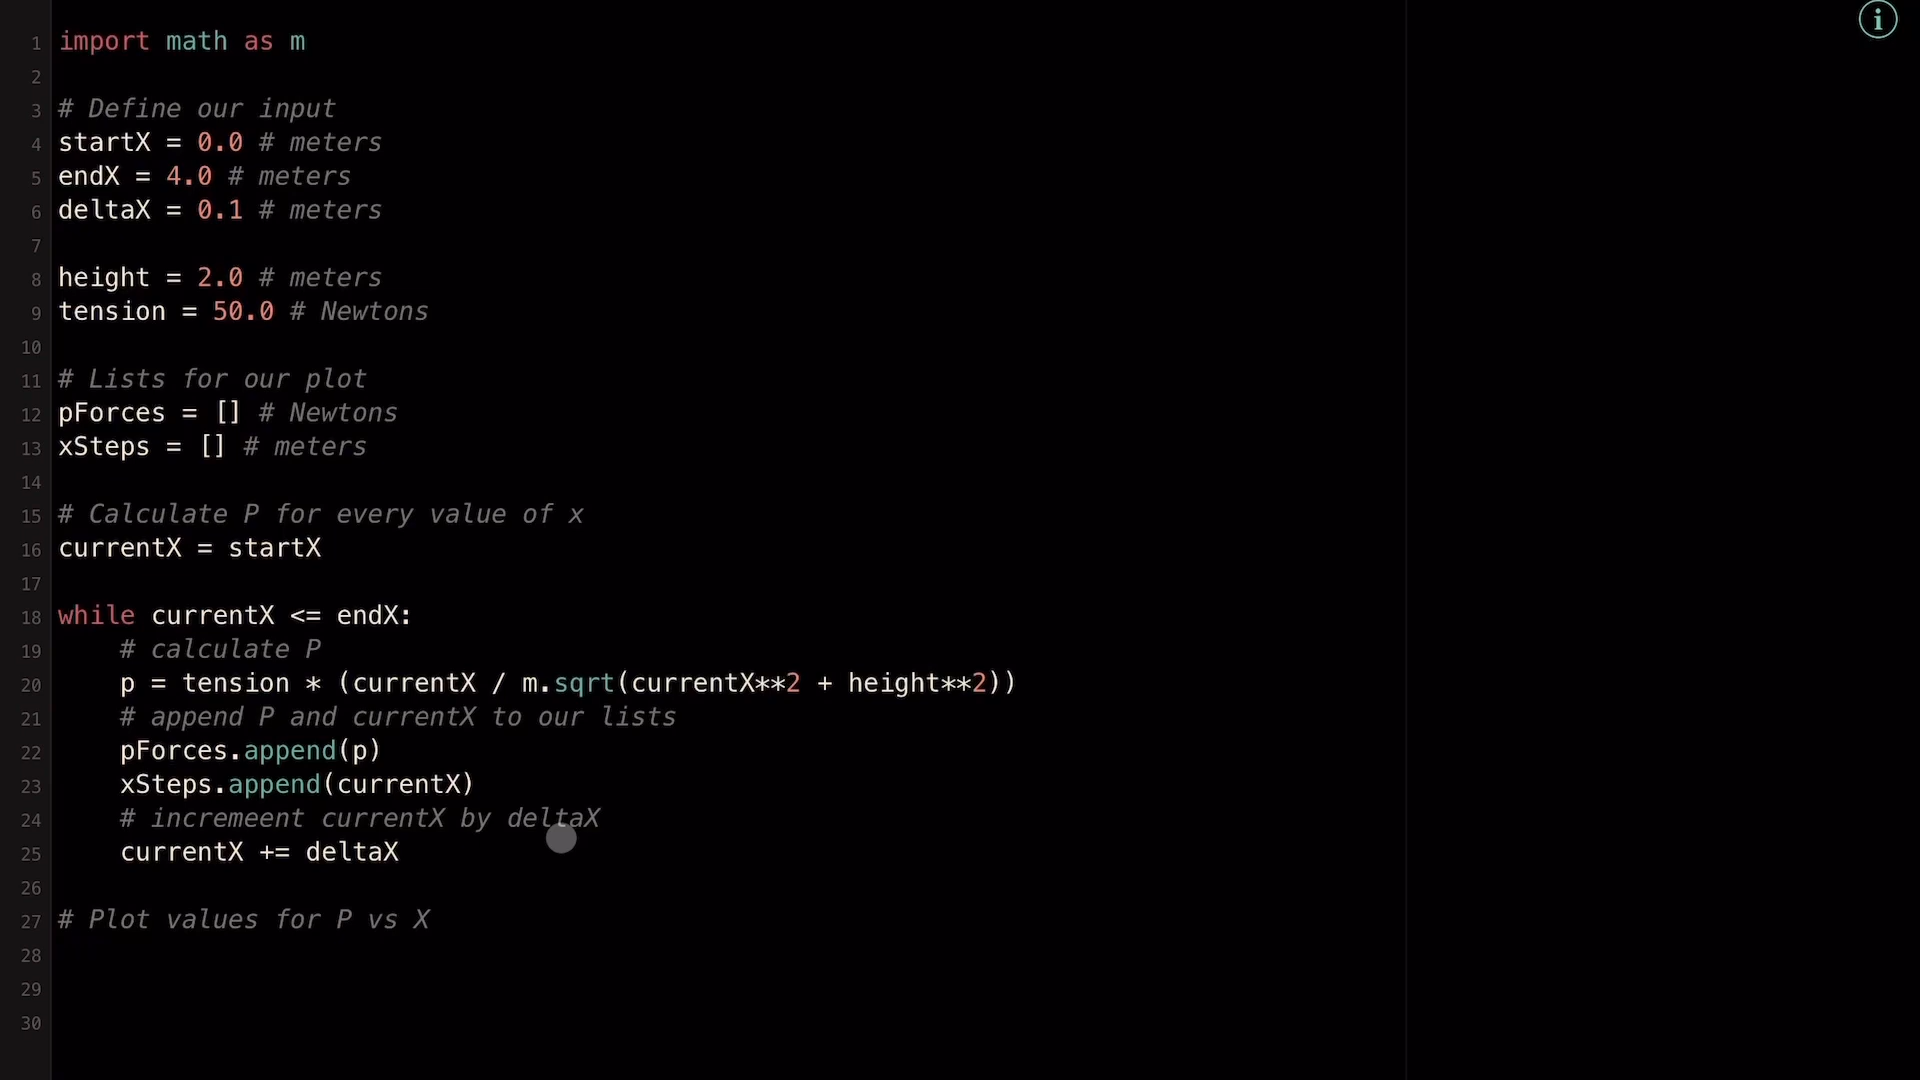 1 import math as m
2
3 # Define our input
4 startX = 0.0 # meters
5 endX = 4.0 # meters
6 deltaX = 0.1 # meters
7
8 height = 2.0 # meters
9 tension = 50.0 # Newtons
10
11 # Lists for our plot
12 pForces = [] # Newtons
13 xSteps = [] # meters
14
15 # Calculate P for every value of x
16 currentX = startX
17
18 while currentX <= endX:
19     # calculate P
20     p = tension * (currentX / m.sqrt(currentX**2 + height**2))
21     # append P and currentX to our lists
22     pForces.append(p)
23     xSteps.append(currentX)
24     # incremeent currentX by deltaX
25     currentX += deltaX
26
27 # Plot values for P vs X
28
29
30
i